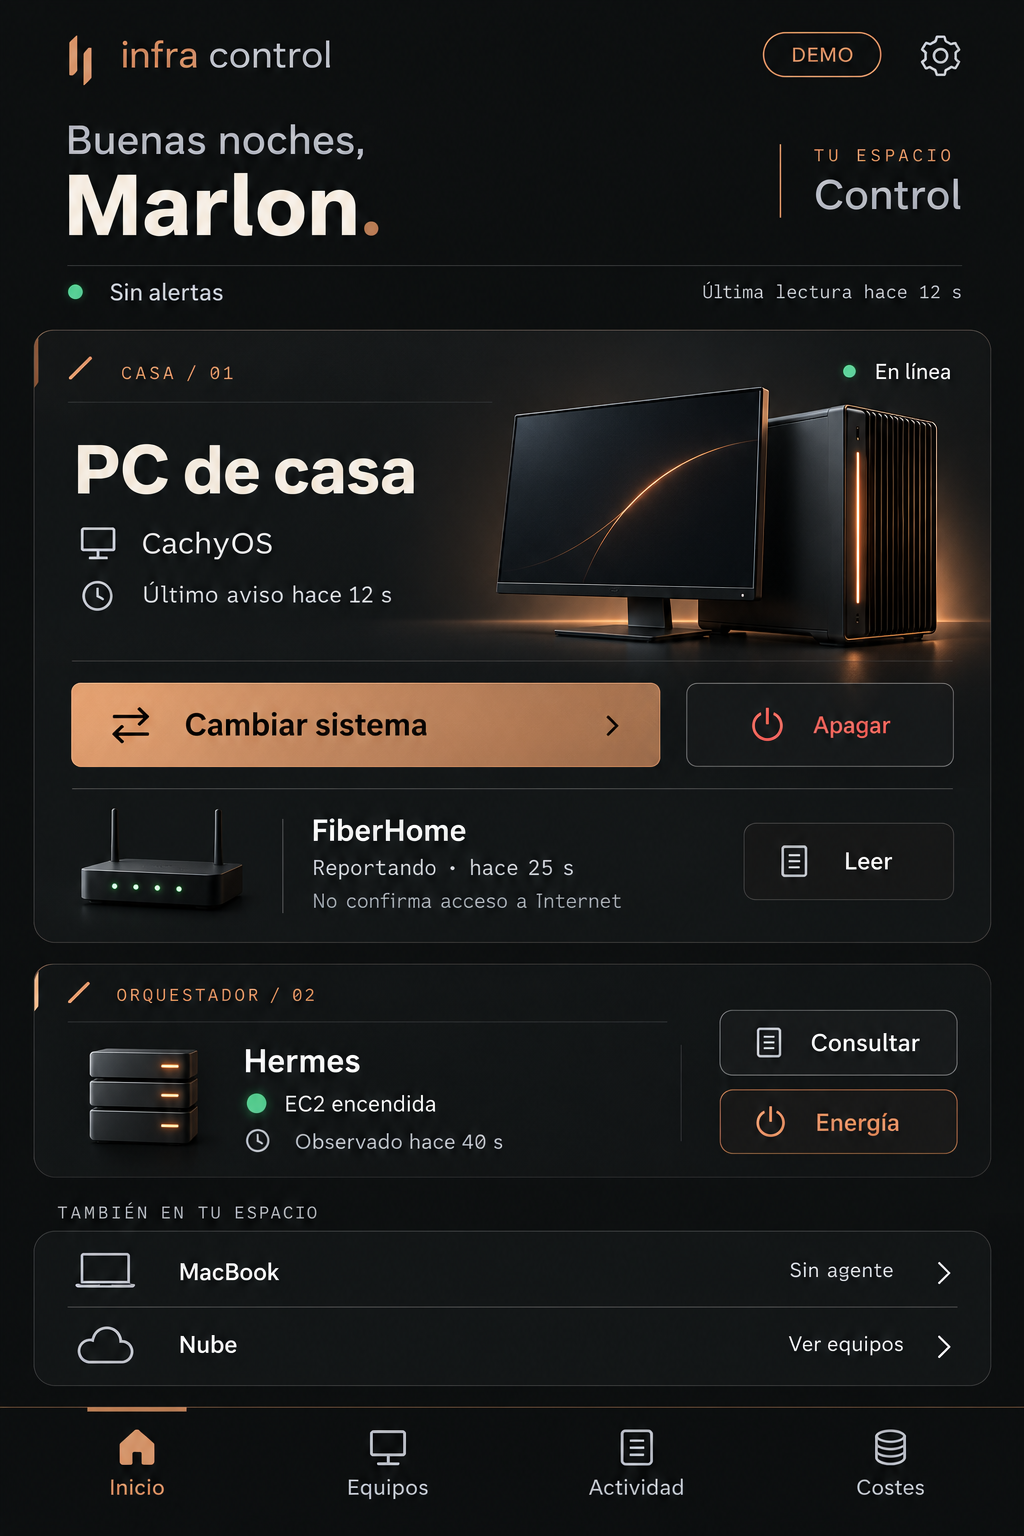 infra control
DEMO
Buenas noches,
Marlon.
TU ESPACIO
Control
Sin alertas
Última lectura hace 12 s
CASA / 01
En línea
PC de casa
CachyOS
Último aviso hace 12 s
Cambiar sistema
Apagar
FiberHome
Reportando · hace 25 s
No confirma acceso a Internet
Leer
ORQUESTADOR / 02
Hermes
EC2 encendida
Observado hace 40 s
Consultar
Energía
TAMBIÉN EN TU ESPACIO
MacBook
Sin agente
Nube
Ver equipos
Inicio
Equipos
Actividad
Costes